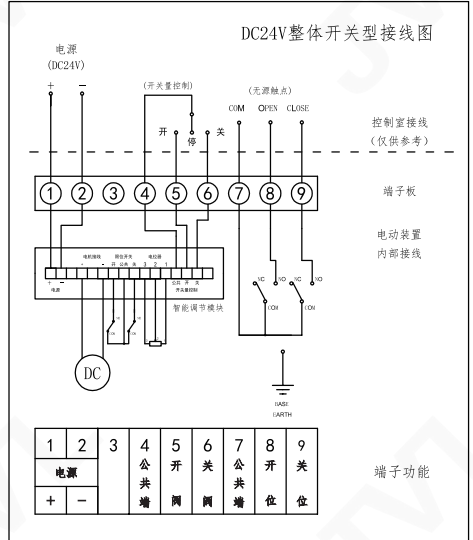 DC24V整体开关型接线图
电源
(DC24V)
+ −
(开关量控制)
(无源触点)
COM OPEN CLOSE
开 停 关
控制室接线
(仅供参考)
1 2 3 4 5 6 7 8 9
端子板
电动装置
内部接线
电机接线 限位开关 电位器
- - 开 公共 关 3 2 1
+ − 公共 开 关
电源 开关量控制
智能调节模块
NC NO NC NO
COM COM
NO NO
COM COM
DC
BASE
EARTH
1 2 3 4 5 6 7 8 9
电源 公共端 开阀 关阀 公共端 开位 关位
+ −
端子功能